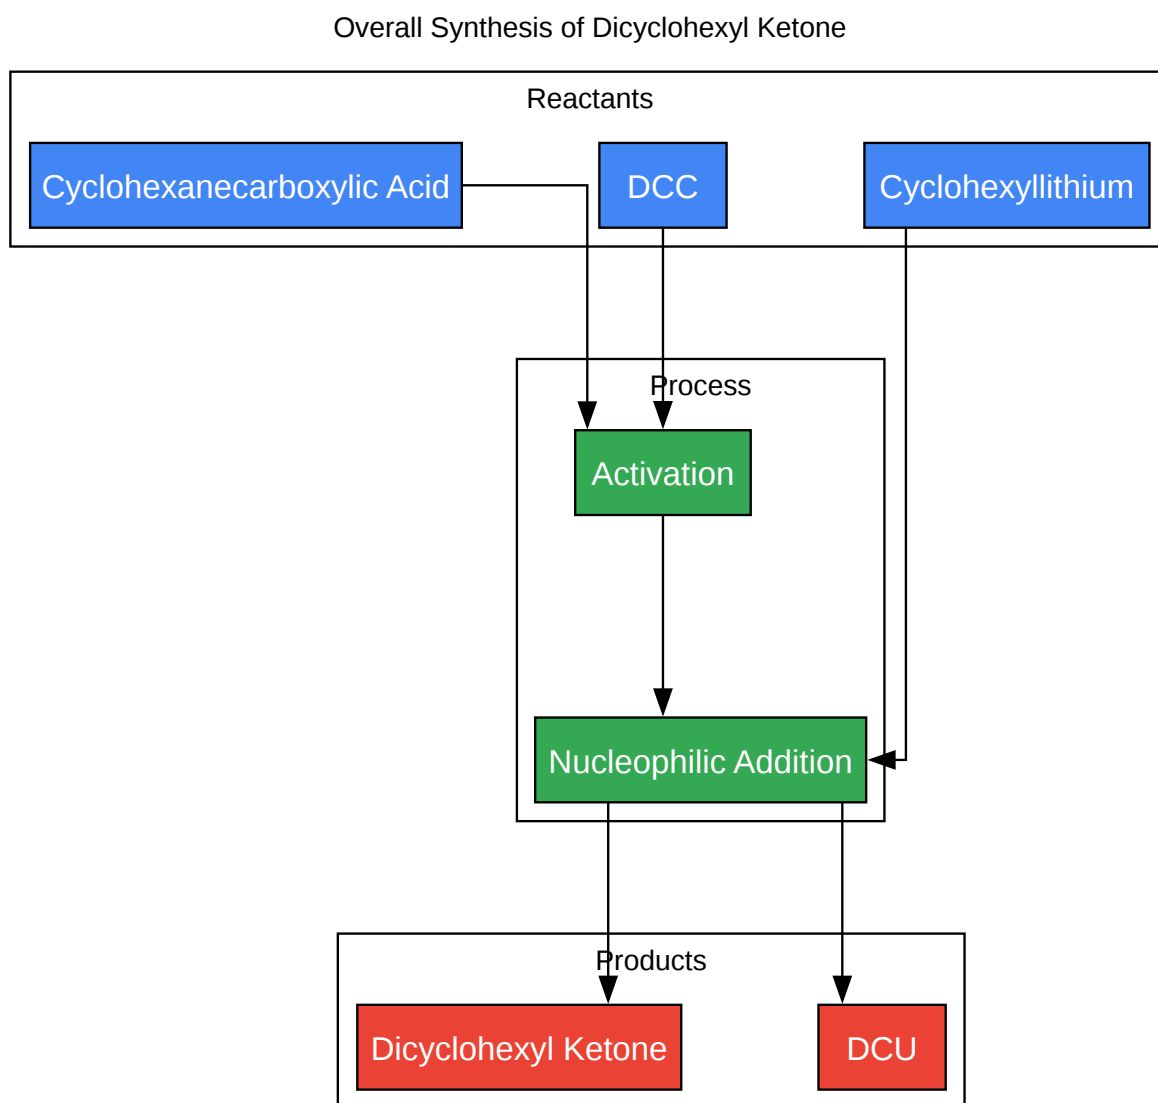 Overall Synthesis of Dicyclohexyl Ketone
Reactants
Cyclohexanecarboxylic Acid
DCC
Cyclohexyllithium
Process
Activation
Nucleophilic Addition
Products
Dicyclohexyl Ketone
DCU